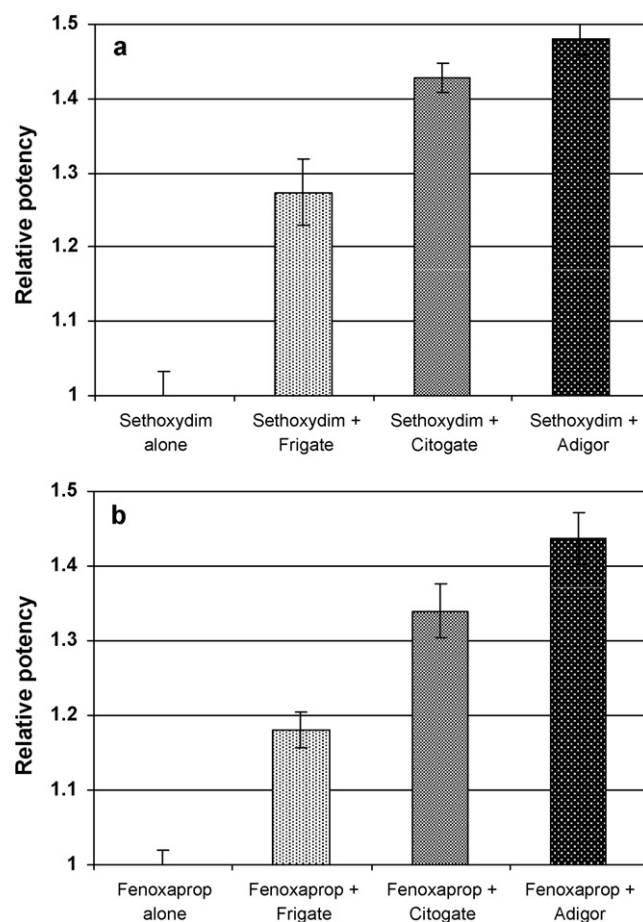 a
Relative potency
1.5
1.4
1.3
1.2
1.1
1
Sethoxydim alone
Sethoxydim + Frigate
Sethoxydim + Citogate
Sethoxydim + Adigor
b
Relative potency
1.5
1.4
1.3
1.2
1.1
1
Fenoxaprop alone
Fenoxaprop + Frigate
Fenoxaprop + Citogate
Fenoxaprop + Adigor